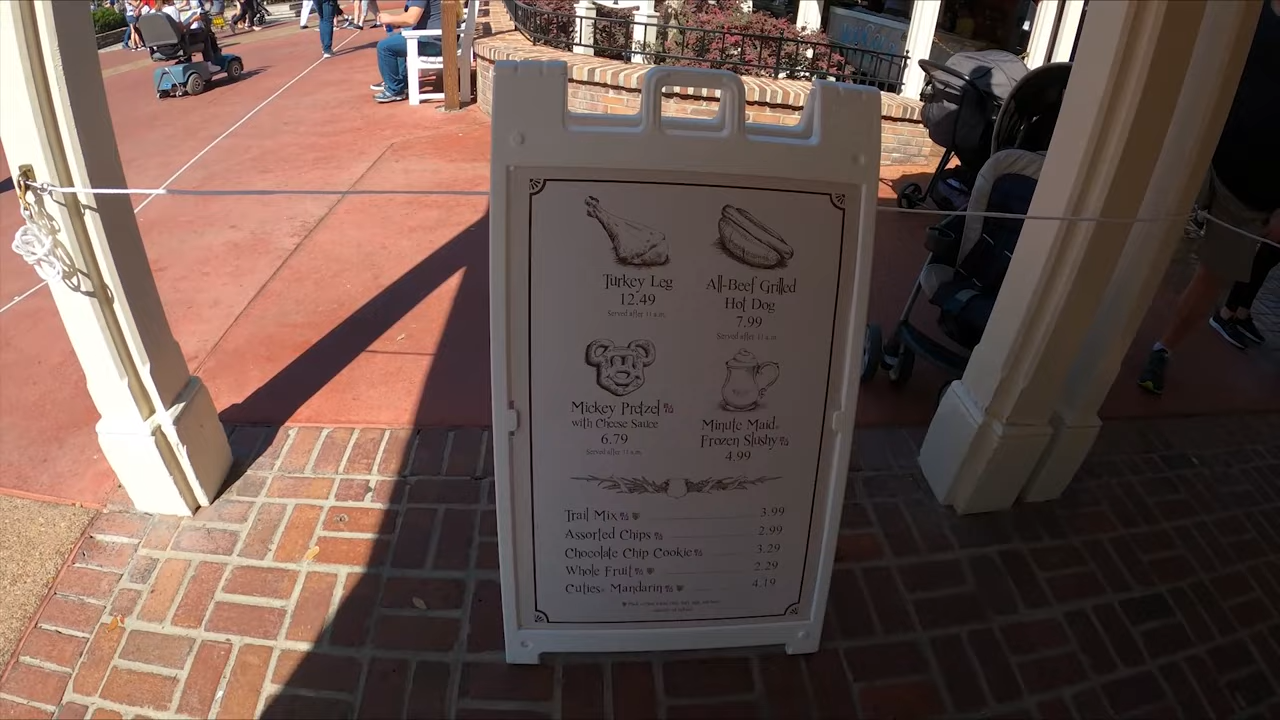 Turkey Leg
12.49
Served after 11 a.m.
All-Beef Grilled
Hot Dog
7.99
Served after 11 a.m.
Mickey Pretzel
with Cheese Sauce
6.79
Served after 11 a.m.
Minute Maid®
Frozen Slushy
4.99
Trail Mix 3.99
Assorted Chips 2.99
Chocolate Chip Cookie 3.29
Whole Fruit 2.29
Cuties® Mandarin 4.19